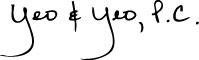 Yeo & Yeo, P.C.